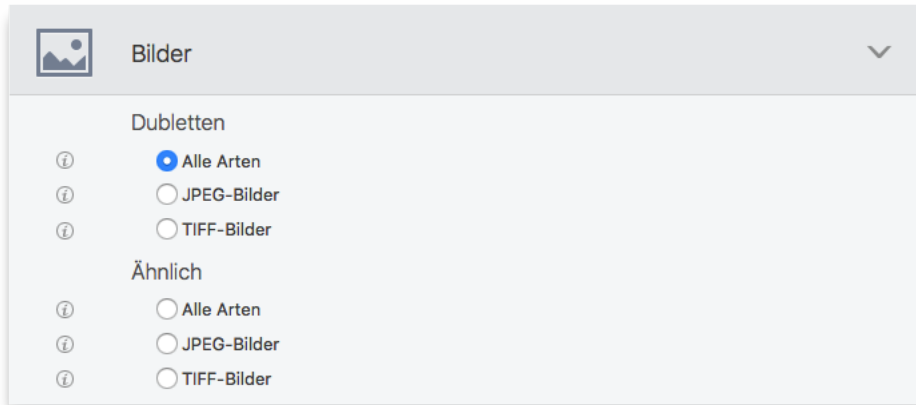 Bilder
Dubletten
Alle Arten
JPEG-Bilder
TIFF-Bilder
Ähnlich
Alle Arten
JPEG-Bilder
TIFF-Bilder